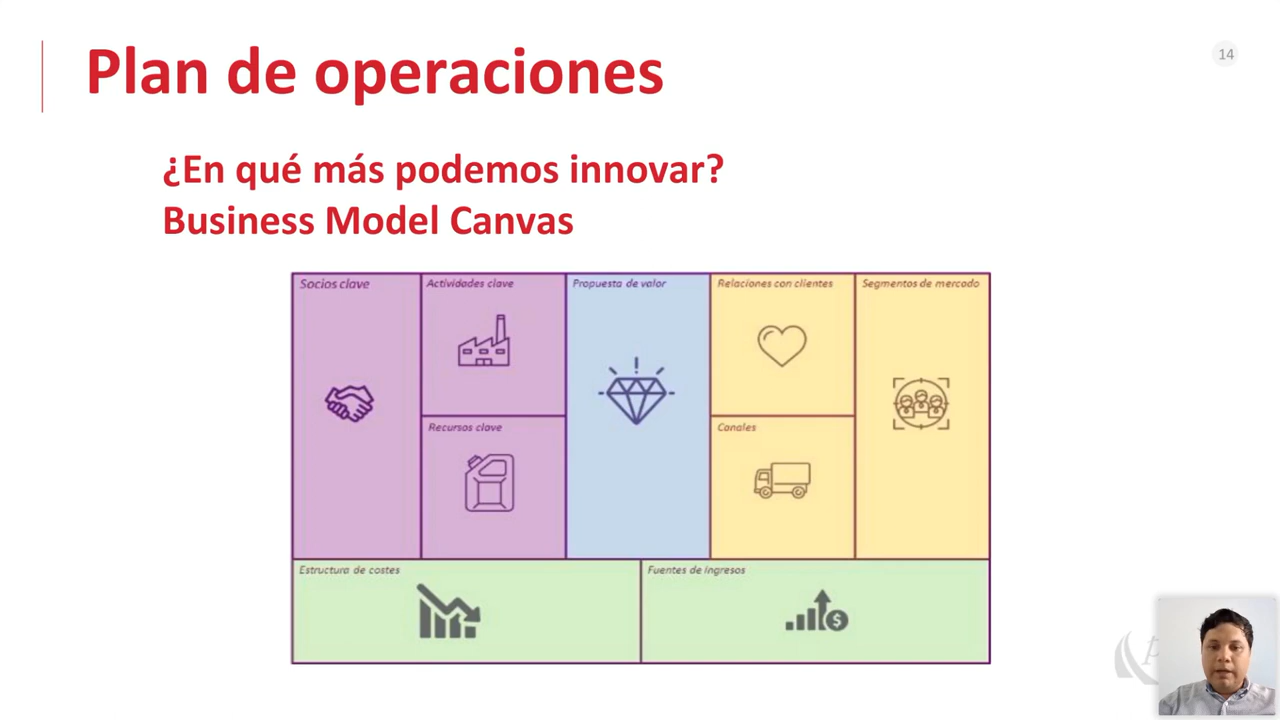 Plan de operaciones
14
¿En qué más podemos innovar?
Business Model Canvas
Socios clave
Actividades clave
Propuesta de valor
Relaciones con clientes
Segmentos de mercado
Recursos clave
Canales
Estructura de costes
Fuentes de ingresos
$